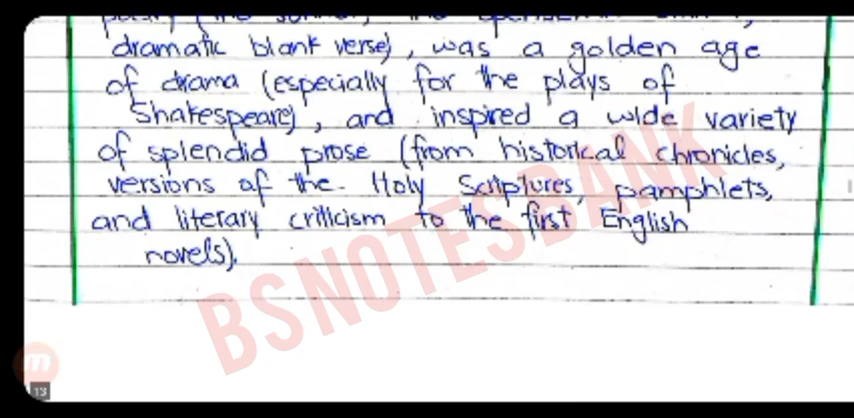 dramatic blank verse), was a golden age
of drama (especially for the plays of
Shakespeare), and inspired a wide variety
of splendid prose (from historical chronicles,
versions of the Holy Scriptures, pamphlets,
and literary criticism to the first English
novels).
BSNOTESBANK
m
13